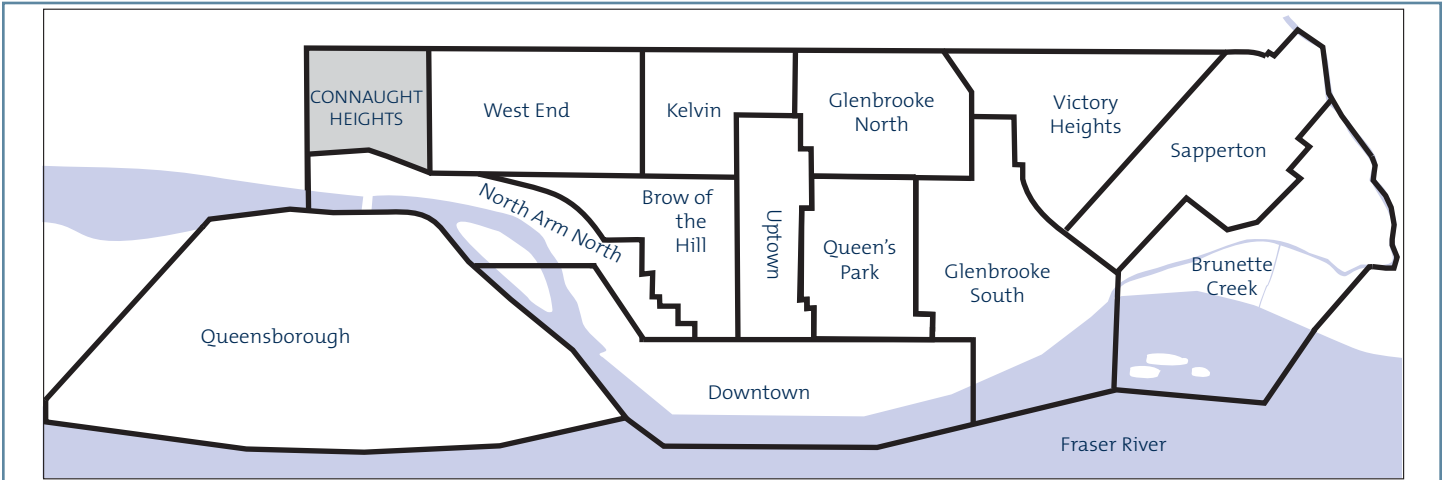 CONNAUGHT
HEIGHTS
West End
Kelvin
Glenbrooke
North
Victory
Heights
Sapperton
North Arm North
Brow of
the
Hill
Uptown
Queen's
Park
Glenbrooke
South
Brunette
Creek
Queensborough
Downtown
Fraser River